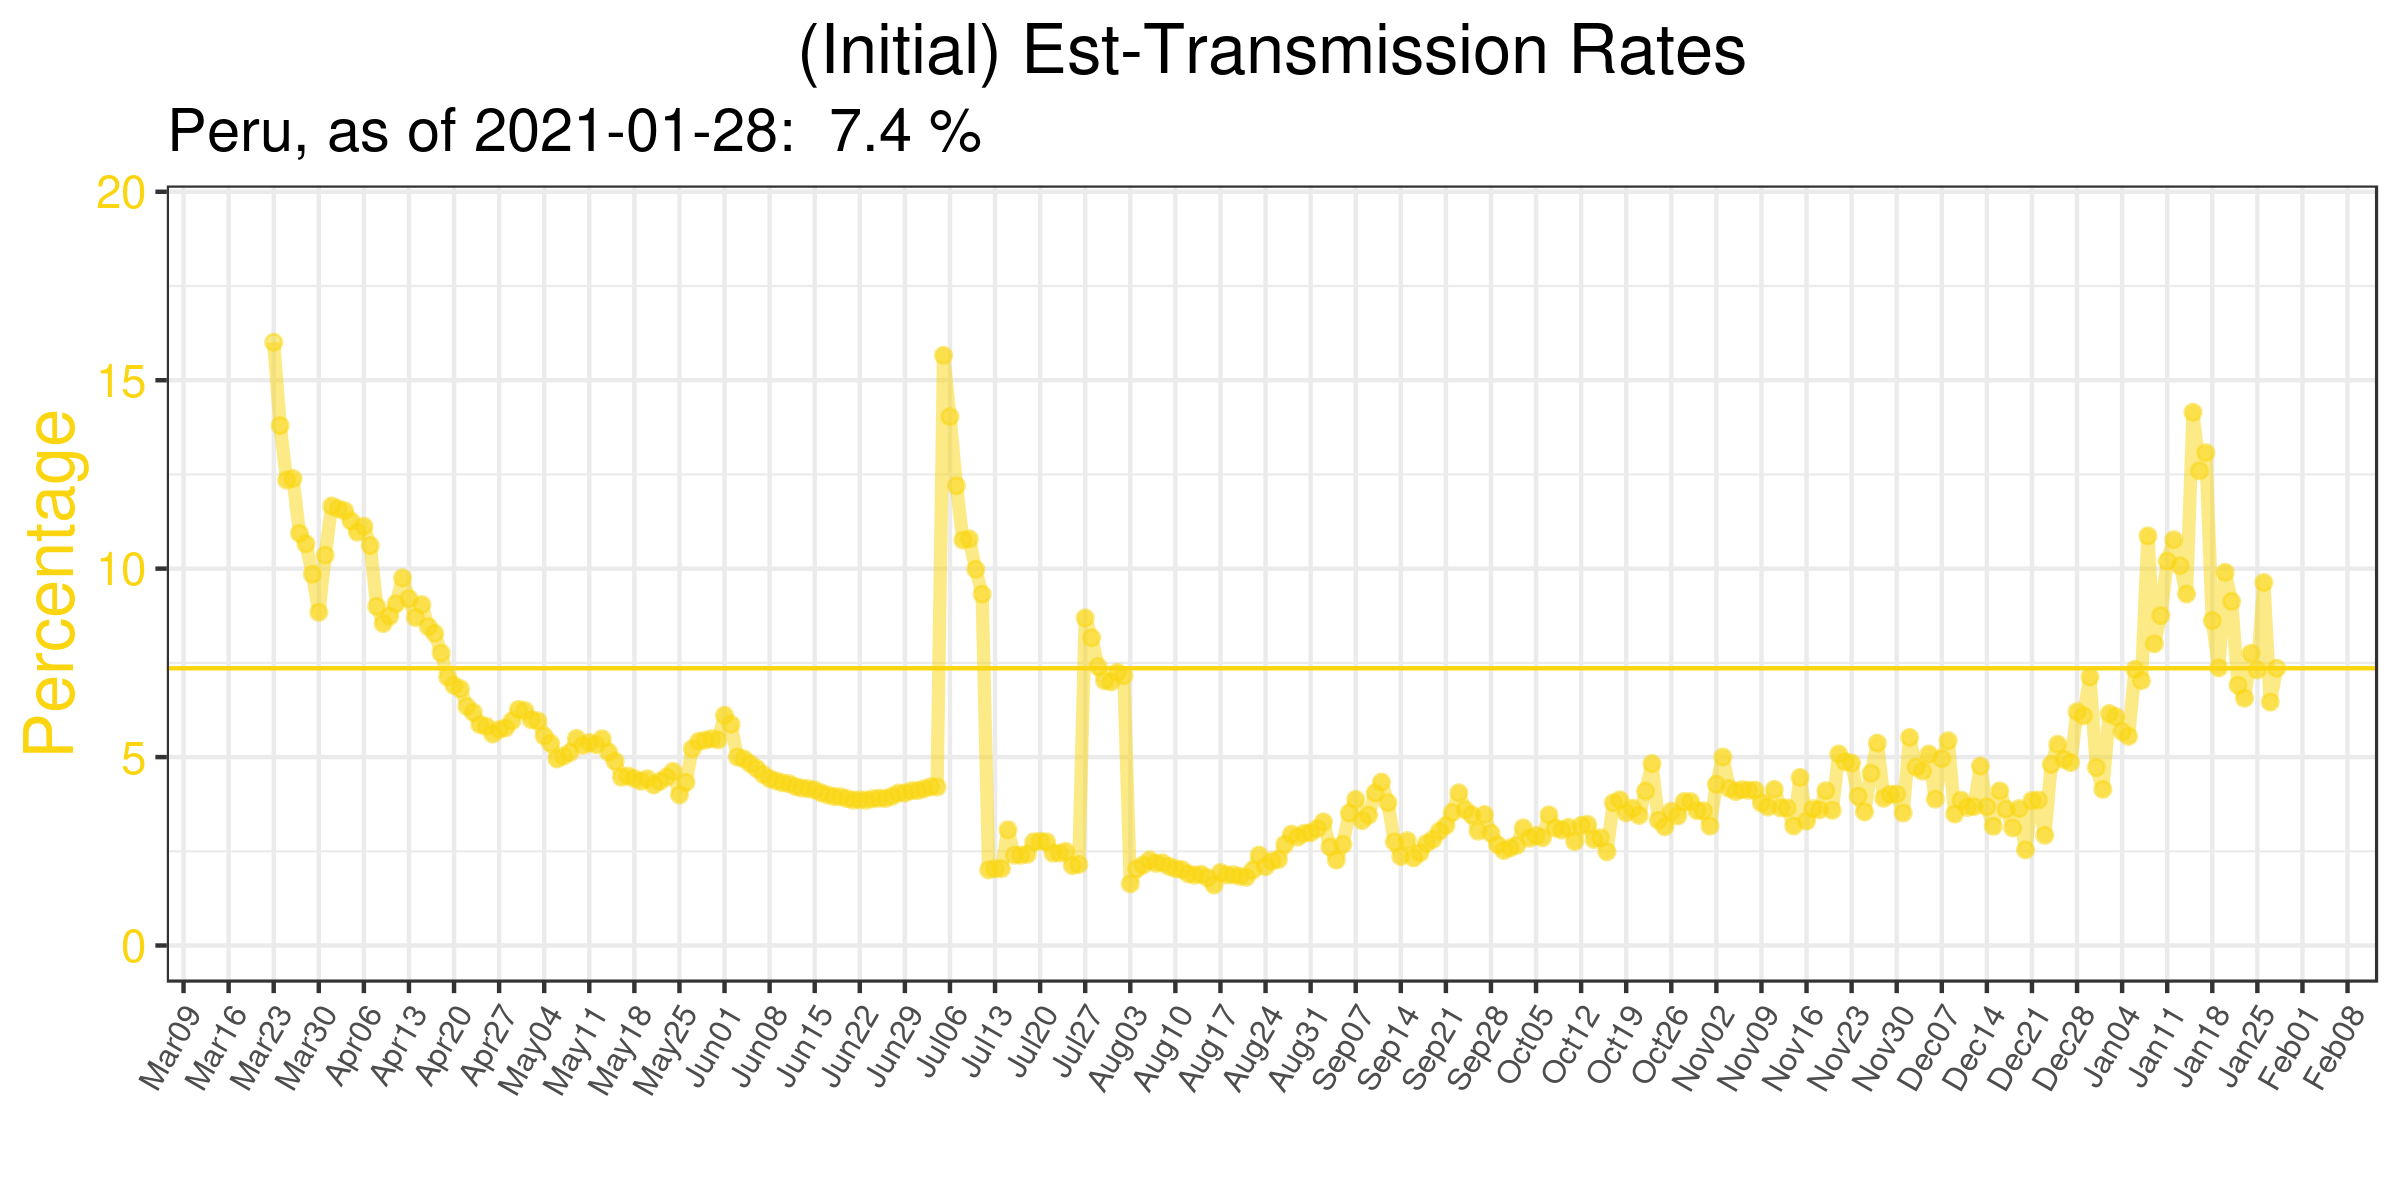 (Initial) Est-Transmission Rates
Peru, as of 2021-01-28:  7.4 %
Percentage
20
15
10
5
0
Mar09
Mar16
Mar23
Mar30
Apr06
Apr13
Apr20
Apr27
May04
May11
May18
May25
Jun01
Jun08
Jun15
Jun22
Jun29
Jul06
Jul13
Jul20
Jul27
Aug03
Aug10
Aug17
Aug24
Aug31
Sep07
Sep14
Sep21
Sep28
Oct05
Oct12
Oct19
Oct26
Nov02
Nov09
Nov16
Nov23
Nov30
Dec07
Dec14
Dec21
Dec28
Jan04
Jan11
Jan18
Jan25
Feb01
Feb08